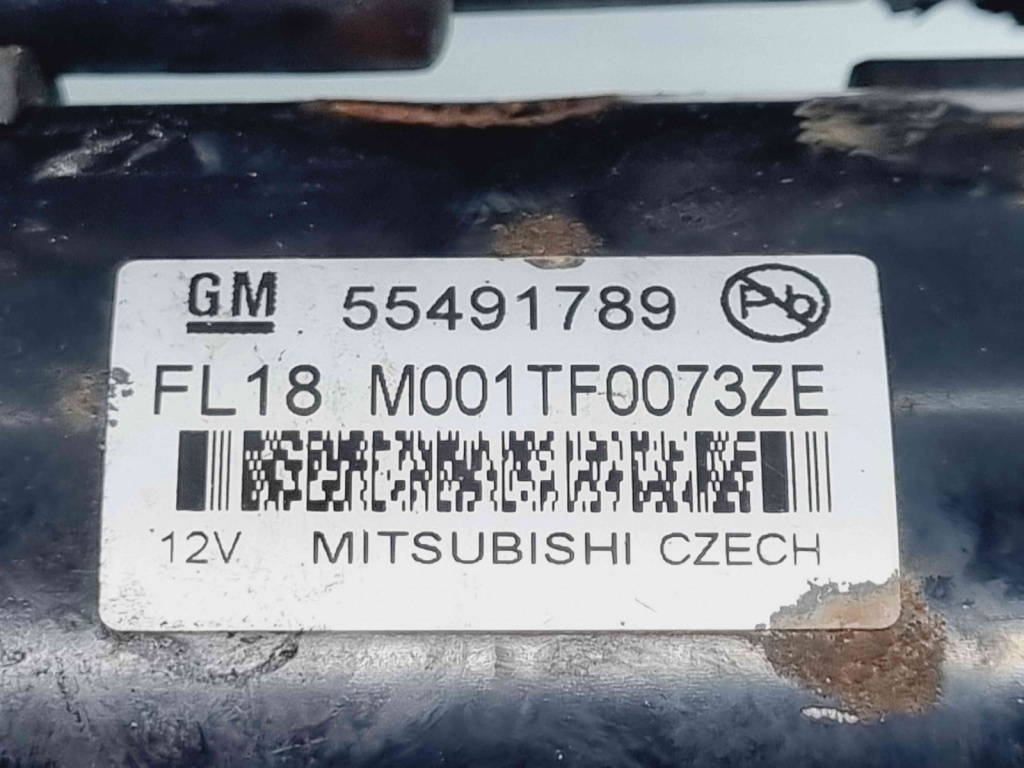 GM 55491789 Pb
FL18 M001TF0073ZE
12V MITSUBISHI CZECH